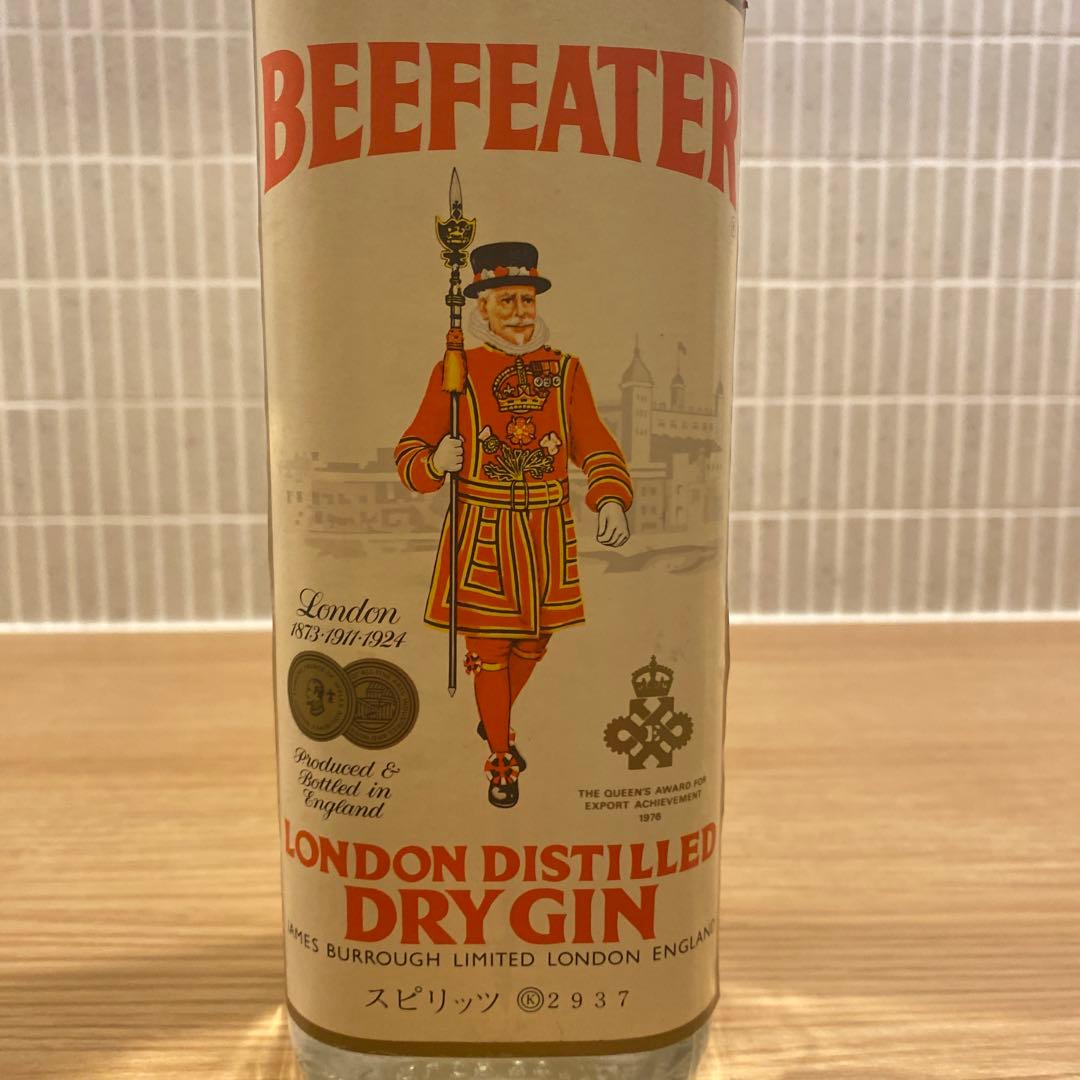 BEEFEATER
®
London
1873·1911·1924
Produced &
Bottled in
England
E
THE QUEEN'S AWARD FOR
EXPORT ACHIEVEMENT
1976
LONDON DISTILLED
DRY GIN
JAMES BURROUGH LIMITED LONDON ENGLAND
スピリッツ Ⓚ2937